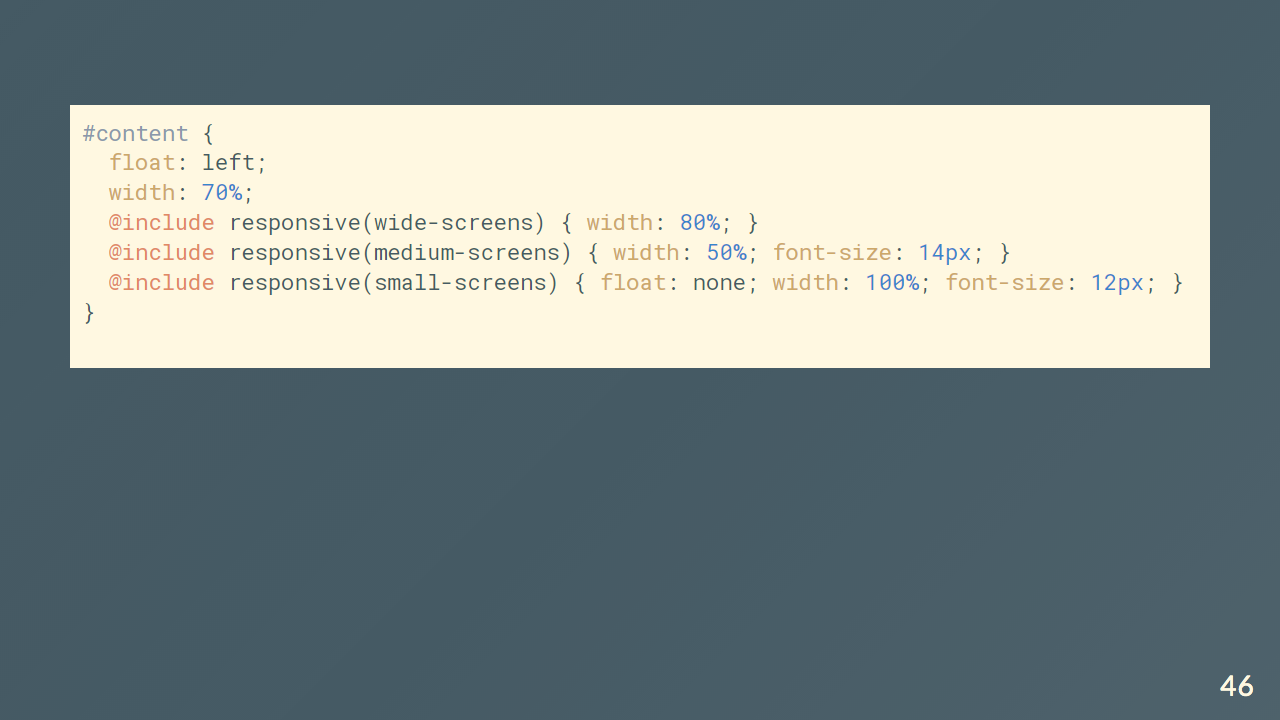 #content {
  float: left;
  width: 70%;
  @include responsive(wide-screens) { width: 80%; }
  @include responsive(medium-screens) { width: 50%; font-size: 14px; }
  @include responsive(small-screens) { float: none; width: 100%; font-size: 12px; }
}
46